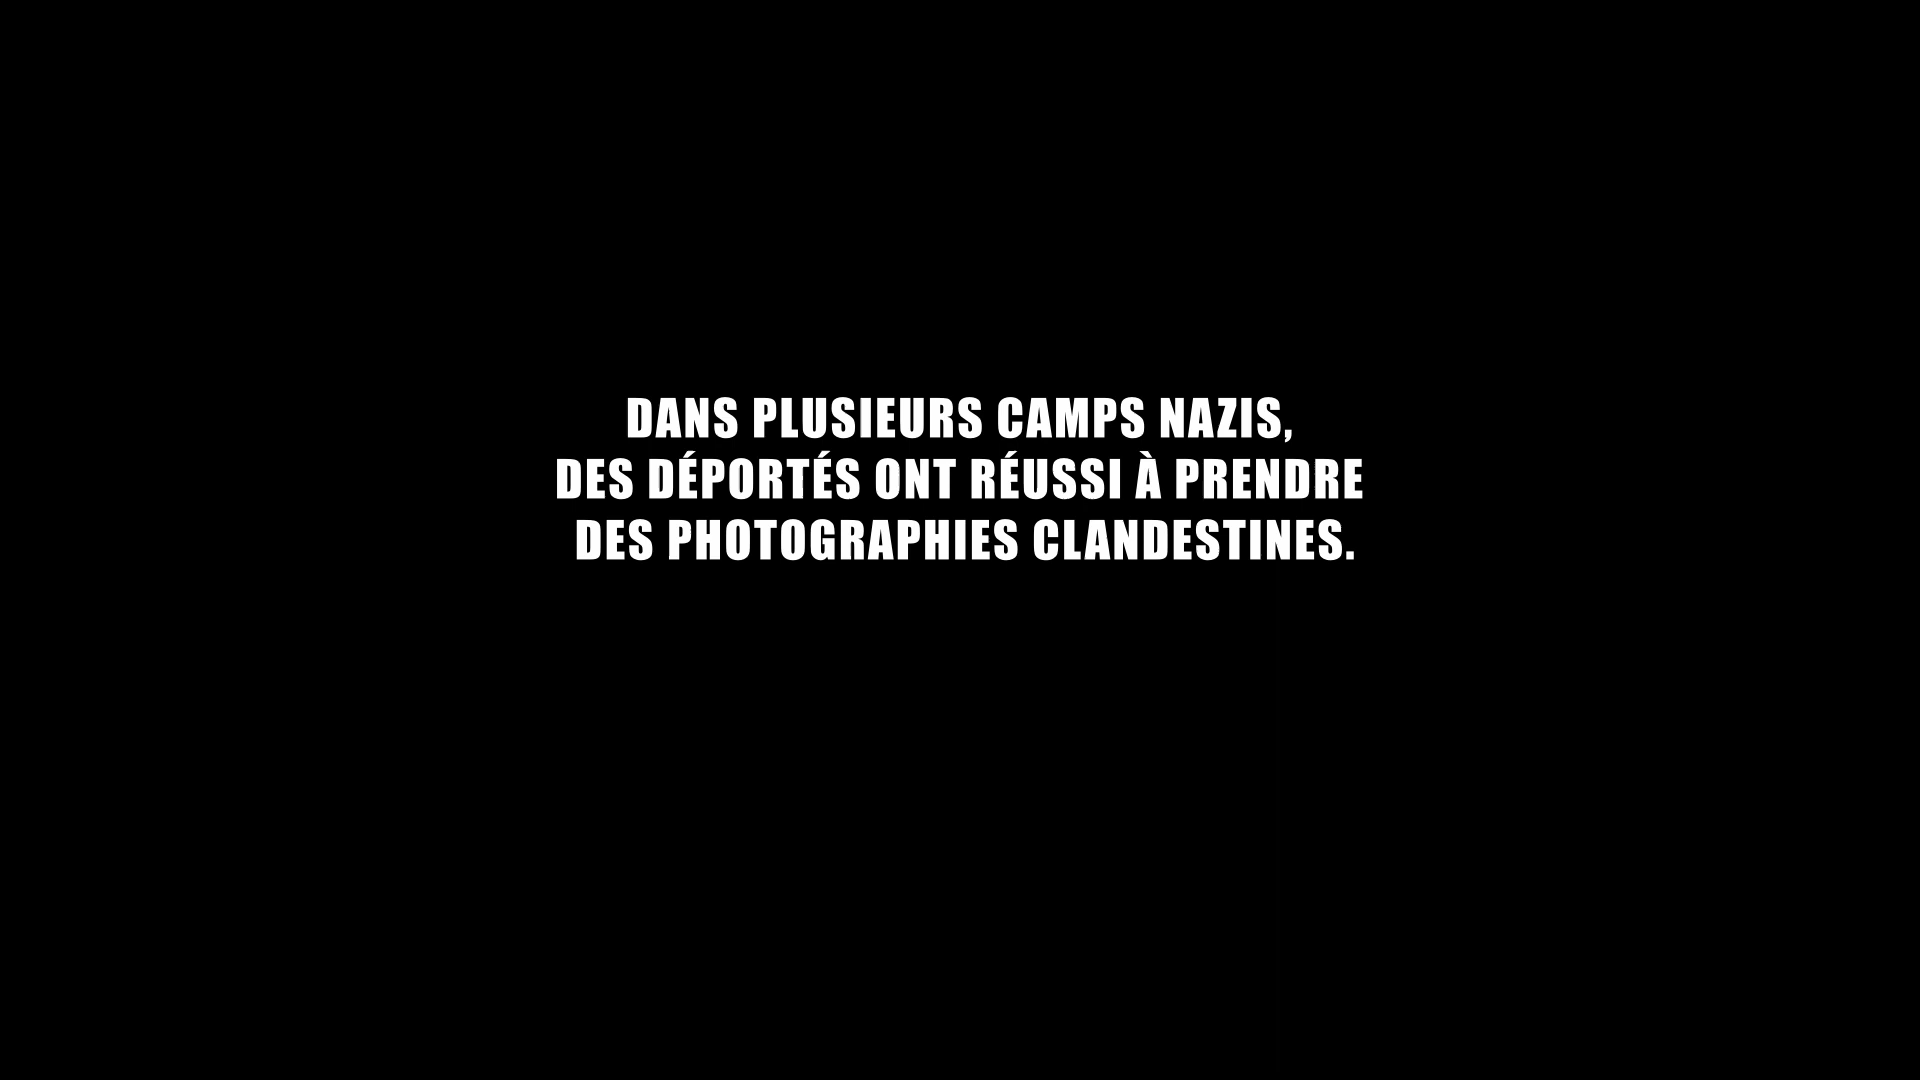 DANS PLUSIEURS CAMPS NAZIS,
DES DÉPORTÉS ONT RÉUSSI À PRENDRE
DES PHOTOGRAPHIES CLANDESTINES.